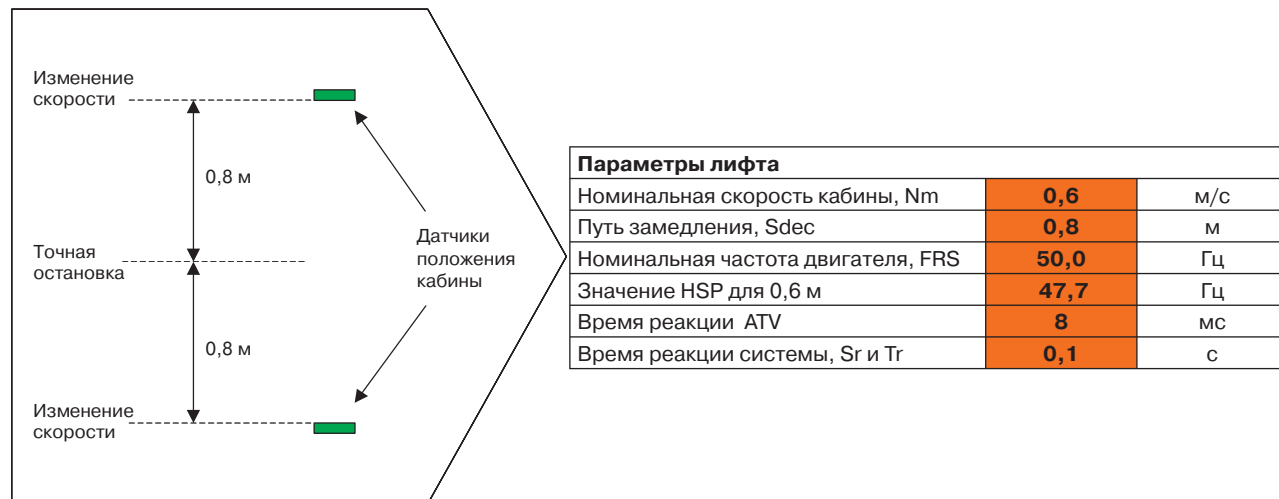 Изменение
скорости
0,8 м
Точная
остановка
Датчики
положения
кабины
0,8 м
Изменение
скорости
Параметры лифта
Номинальная скорость кабины, Nm 0,6 м/с
Путь замедления, Sdec 0,8 м
Номинальная частота двигателя, FRS 50,0 Гц
Значение HSP для 0,6 м 47,7 Гц
Время реакции ATV 8 мс
Время реакции системы, Sr и Tr 0,1 с